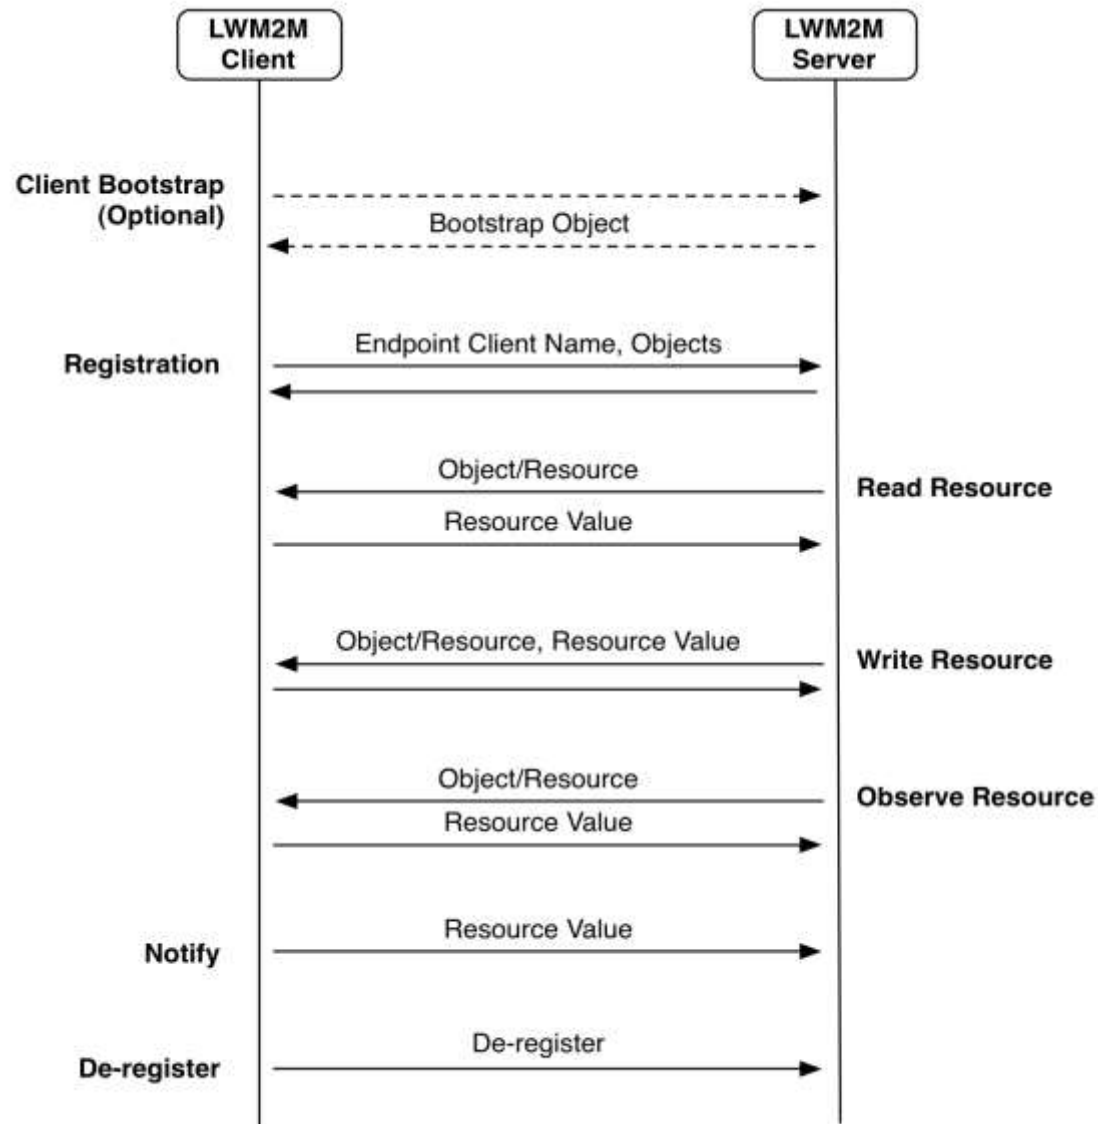 LWM2M
Client
LWM2M
Server
Client Bootstrap
(Optional)
Bootstrap Object
Endpoint Client Name, Objects
Registration
Object/Resource
Read Resource
Resource Value
Object/Resource, Resource Value
Write Resource
Object/Resource
Observe Resource
Resource Value
Resource Value
Notify
De-register
De-register